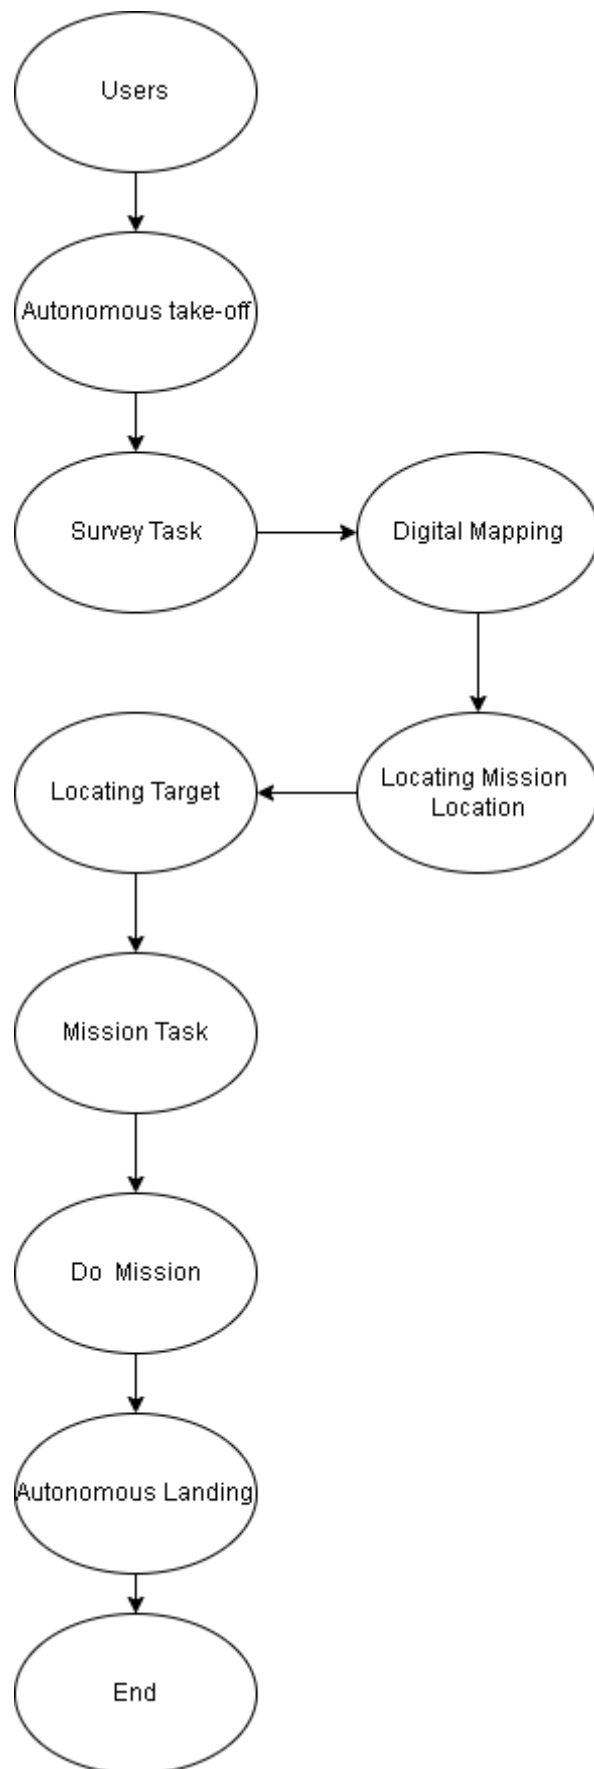 Users
Autonomous take-off
Survey Task
Digital Mapping
Locating Target
Locating Mission
Location
Mission Task
Do  Mission
Autonomous Landing
End